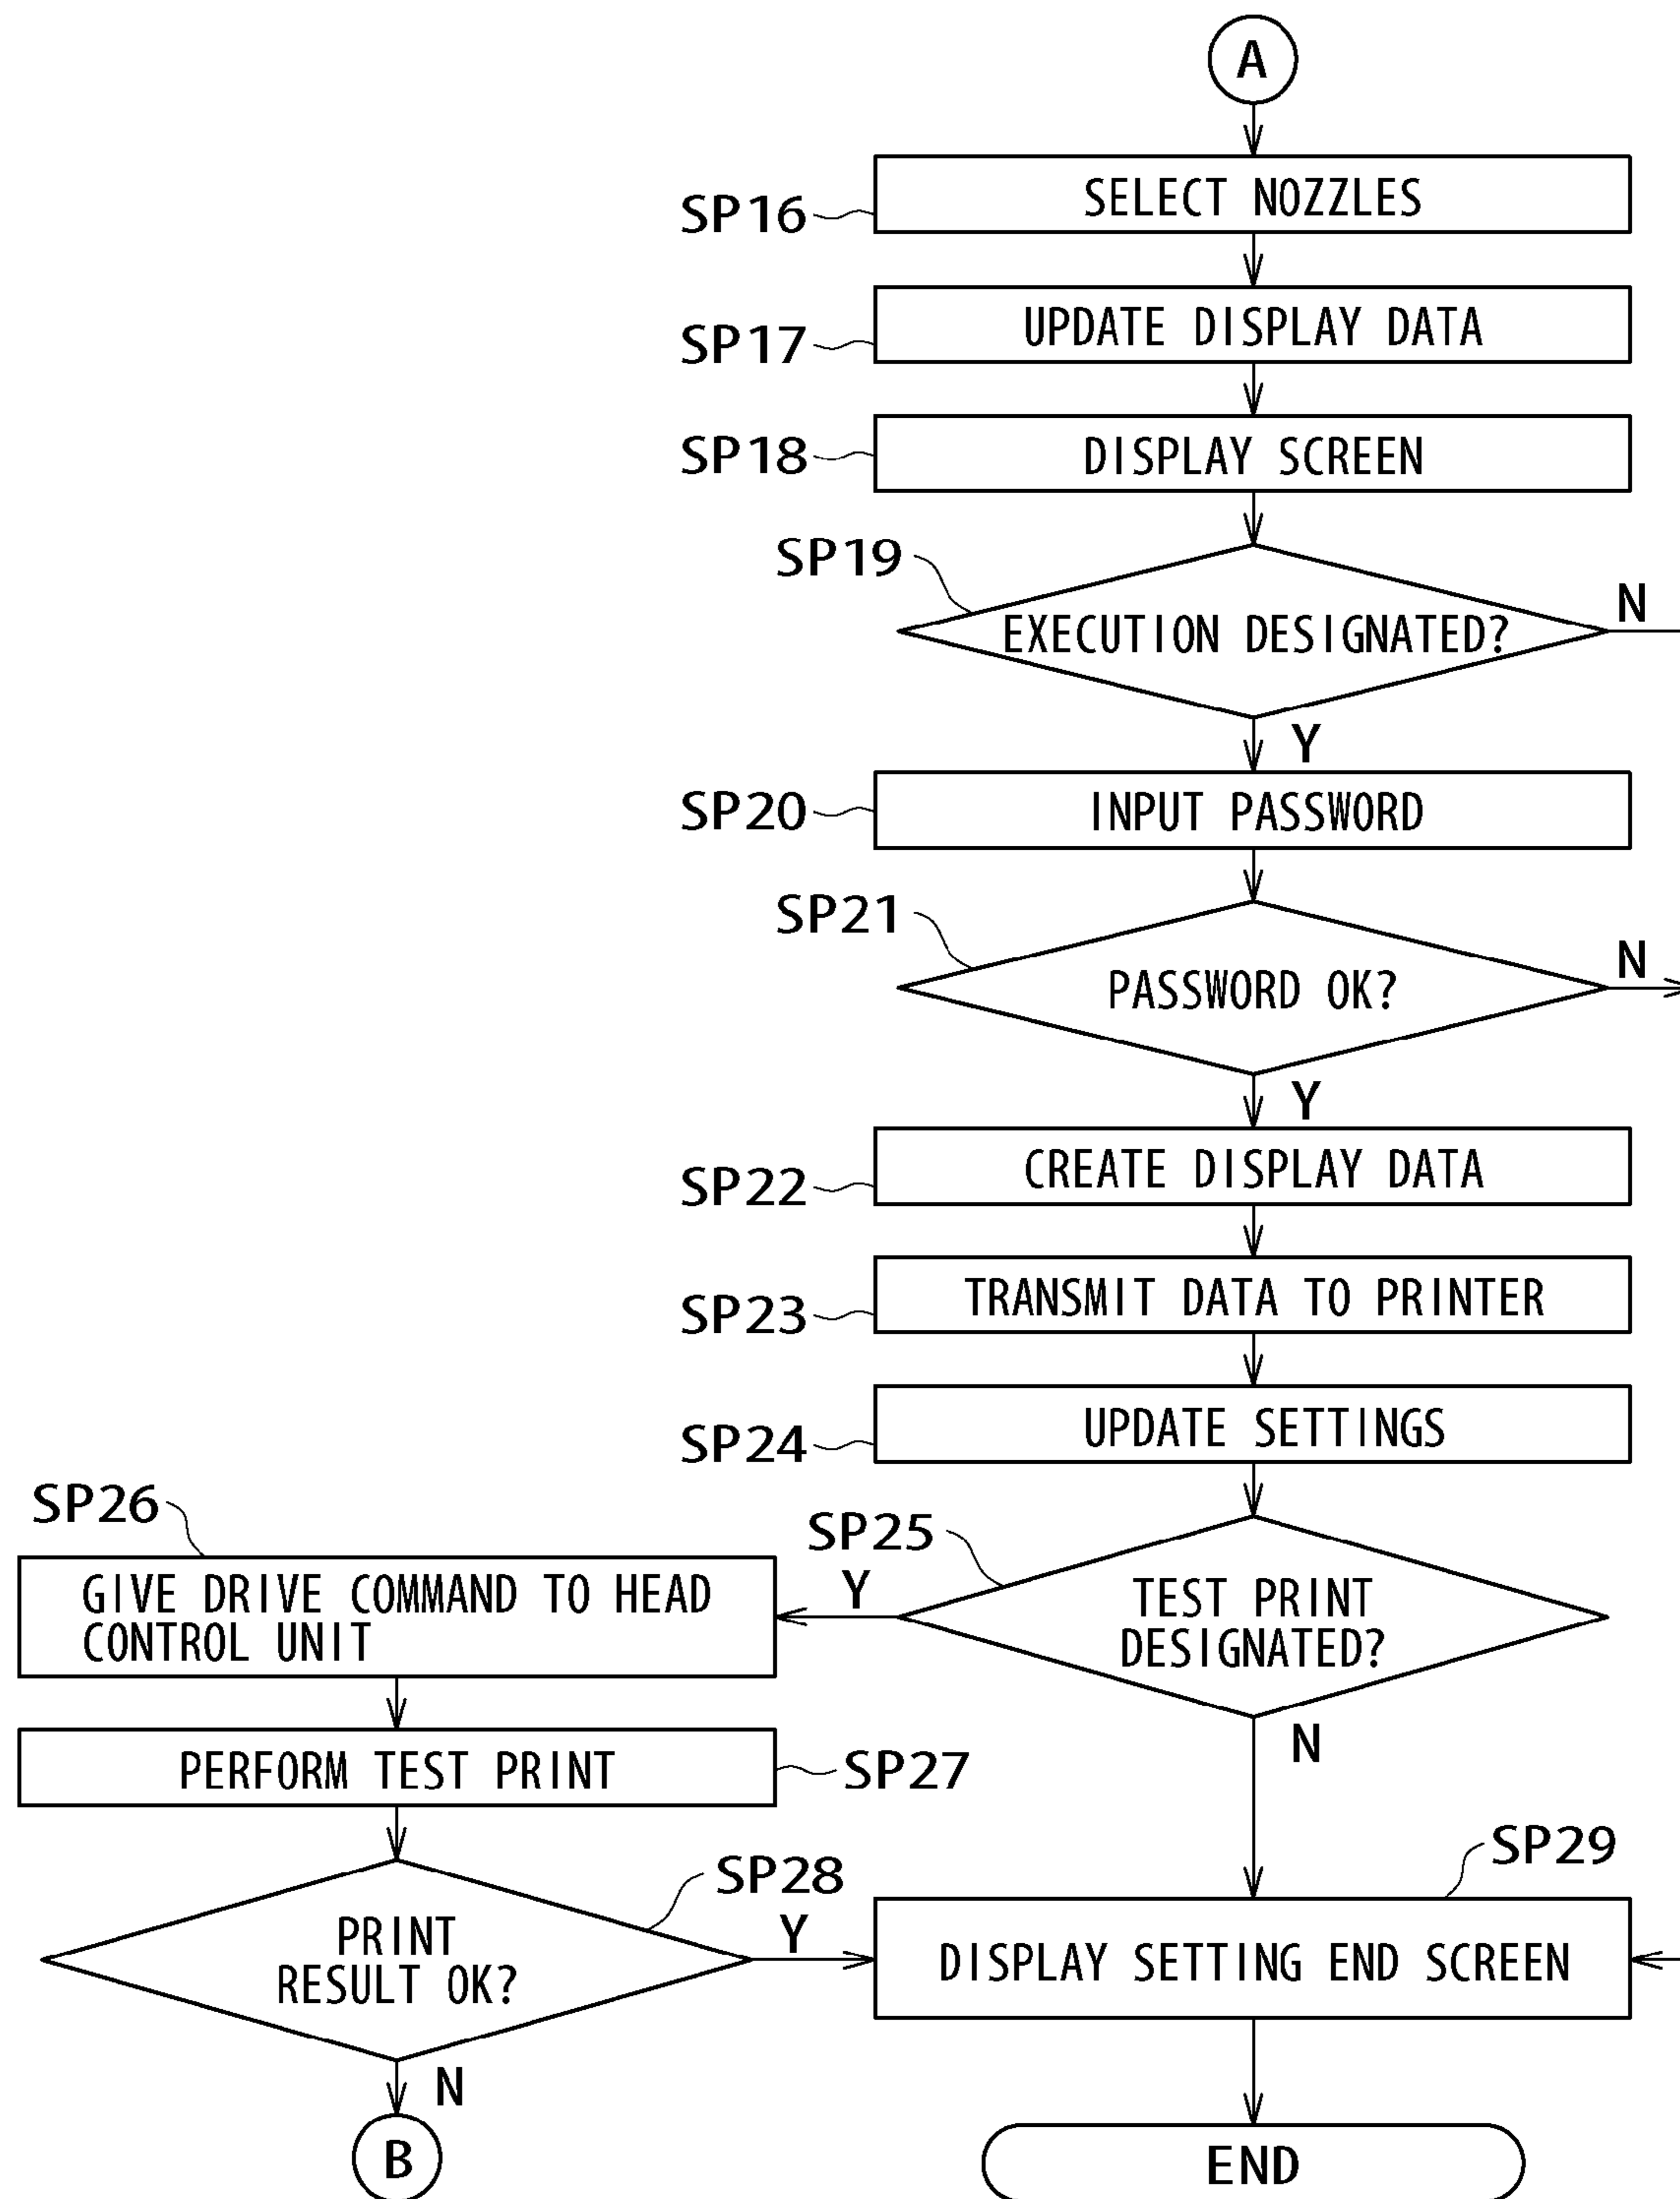 A
SP16
SELECT NOZZLES
SP17
UPDATE DISPLAY DATA
SP18
DISPLAY SCREEN
SP19
EXECUTION DESIGNATED?
N
Y
SP20
INPUT PASSWORD
SP21
PASSWORD OK?
N
Y
SP22
CREATE DISPLAY DATA
SP23
TRANSMIT DATA TO PRINTER
SP24
UPDATE SETTINGS
SP25
TEST PRINT
DESIGNATED?
Y
N
SP26
GIVE DRIVE COMMAND TO HEAD
CONTROL UNIT
PERFORM TEST PRINT
SP27
SP28
PRINT
RESULT OK?
Y
N
B
SP29
DISPLAY SETTING END SCREEN
END